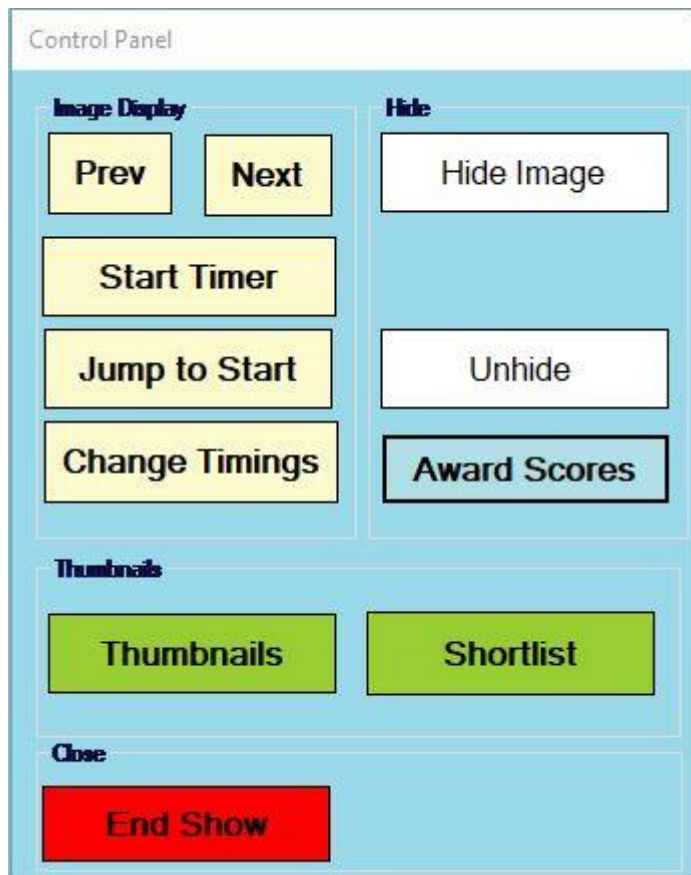 Control Panel
Image Display
Prev
Next
Start Timer
Jump to Start
Change Timings
Hide
Hide Image
Unhide
Award Scores
Thumbnails
Thumbnails
Shortlist
Close
End Show